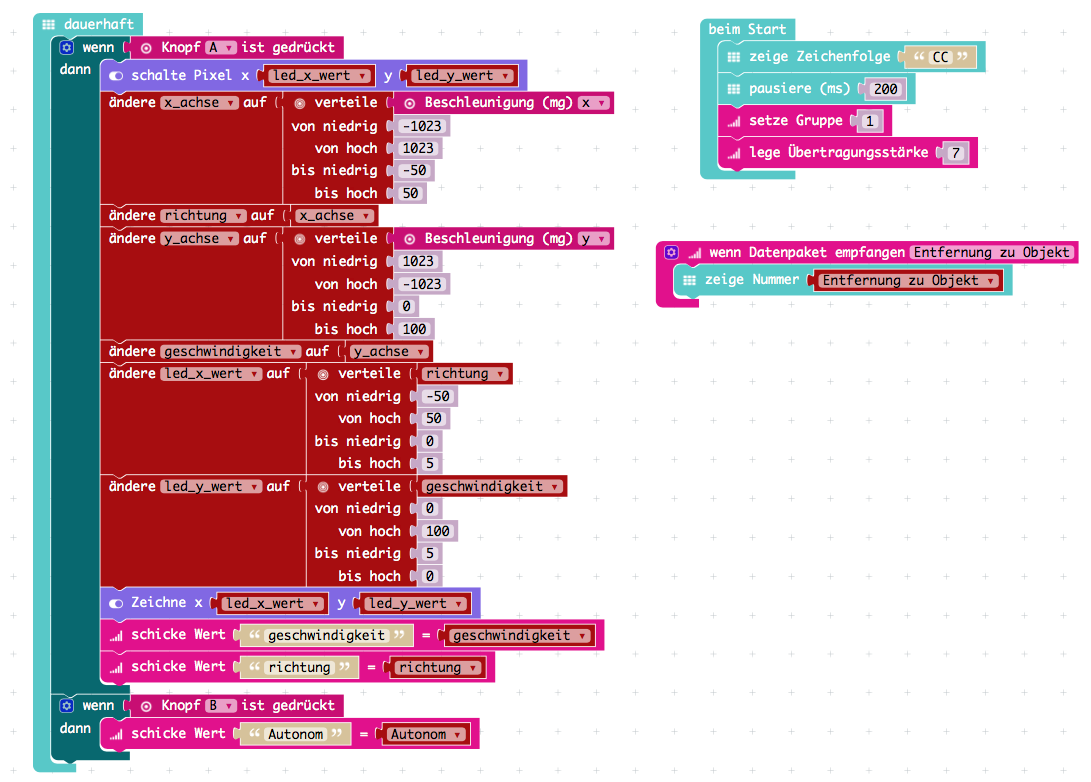 dauerhaft
wenn Knopf A ist gedrückt
dann schalte Pixel x led_x_wert y led_y_wert
ändere x_achse auf verteile Beschleunigung (mg) x
von niedrig -1023
von hoch 1023
bis niedrig -50
bis hoch 50
ändere richtung auf x_achse
ändere y_achse auf verteile Beschleunigung (mg) y
von niedrig 1023
von hoch -1023
bis niedrig 0
bis hoch 100
ändere geschwindigkeit auf y_achse
ändere led_x_wert auf verteile richtung
von niedrig -50
von hoch 50
bis niedrig 0
bis hoch 5
ändere led_y_wert auf verteile geschwindigkeit
von niedrig 0
von hoch 100
bis niedrig 5
bis hoch 0
Zeichne x led_x_wert y led_y_wert
schicke Wert “ geschwindigkeit ” = geschwindigkeit
schicke Wert “ richtung ” = richtung
wenn Knopf B ist gedrückt
dann schicke Wert “ Autonom ” = Autonom
beim Start
zeige Zeichenfolge “ CC ”
pausiere (ms) 200
setze Gruppe 1
lege Übertragungsstärke 7
wenn Datenpaket empfangen Entfernung zu Objekt
zeige Nummer Entfernung zu Objekt